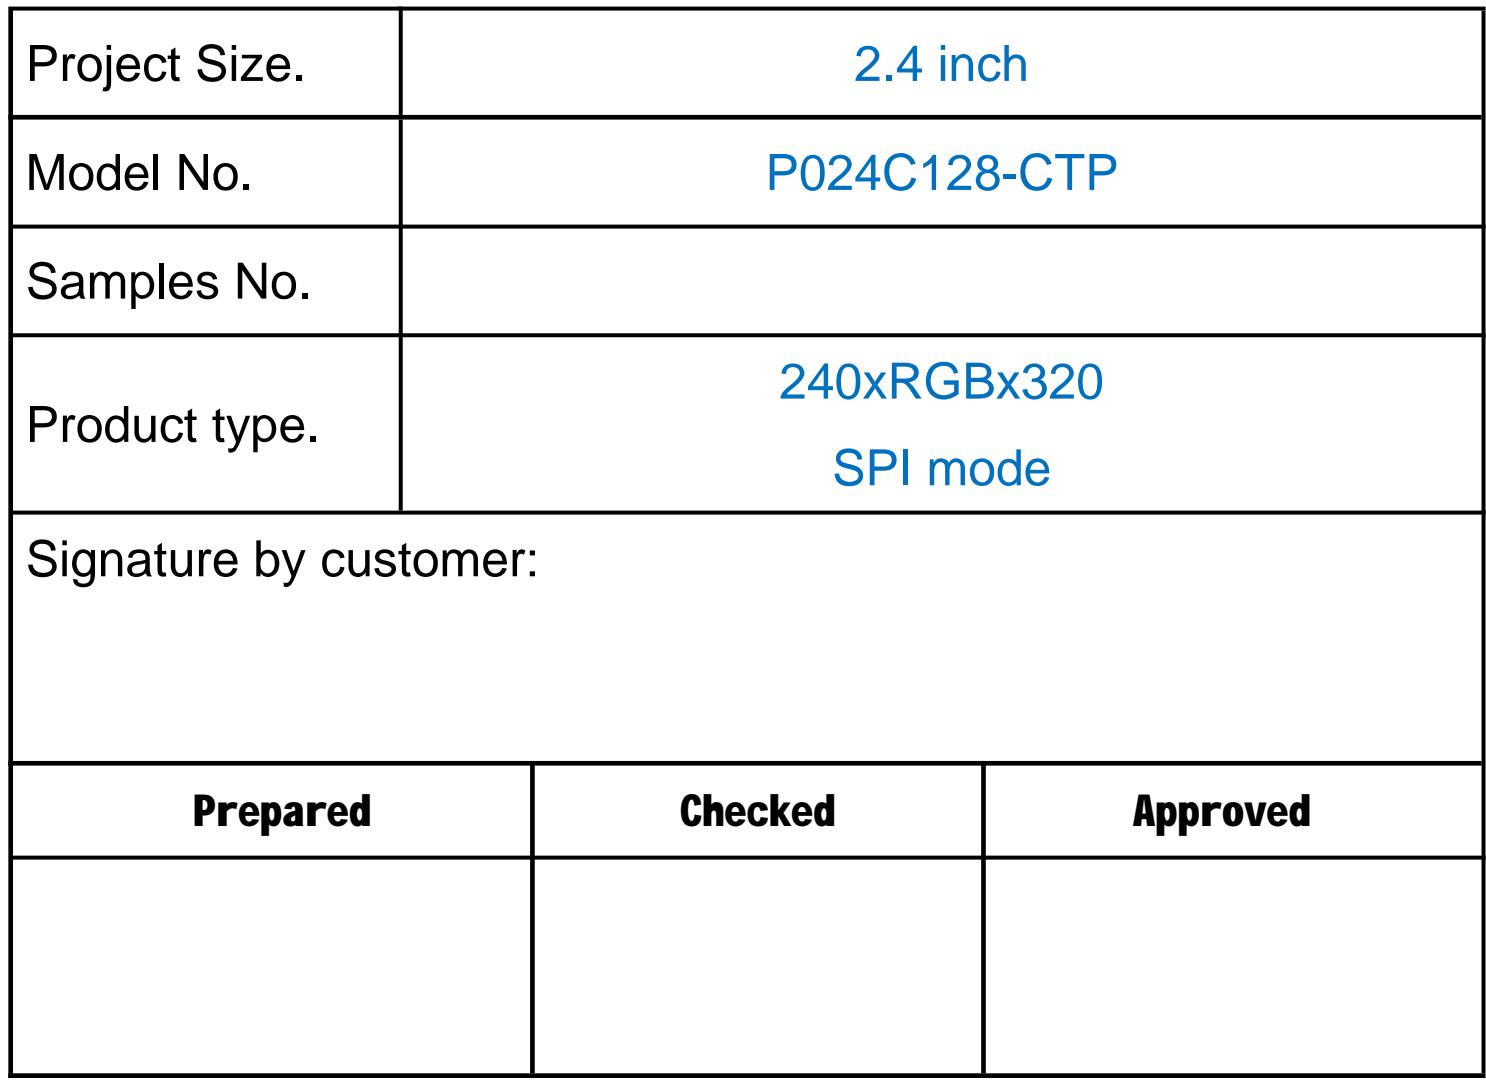 Project Size.
2.4 inch
Model No.
P024C128-CTP
Samples No.
Product type.
240xRGBx320
SPI mode
Signature by customer:
Prepared
Checked
Approved